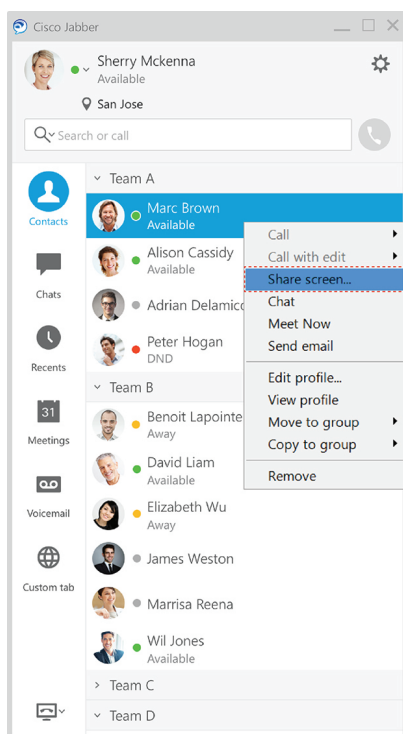 Cisco Jabber
Sherry Mckenna
Available
San Jose
Search or call
Contacts
Chats
Recents
31
Meetings
Voicemail
Custom tab
Team A
Marc Brown
Available
Alison Cassidy
Available
Adrian Delamico
Peter Hogan
DND
Team B
Benoit Lapointe
Away
David Liam
Available
Elizabeth Wu
Away
James Weston
Marrisa Reena
Wil Jones
Available
Team C
Team D
Call
Call with edit
Share screen...
Chat
Meet Now
Send email
Edit profile...
View profile
Move to group
Copy to group
Remove